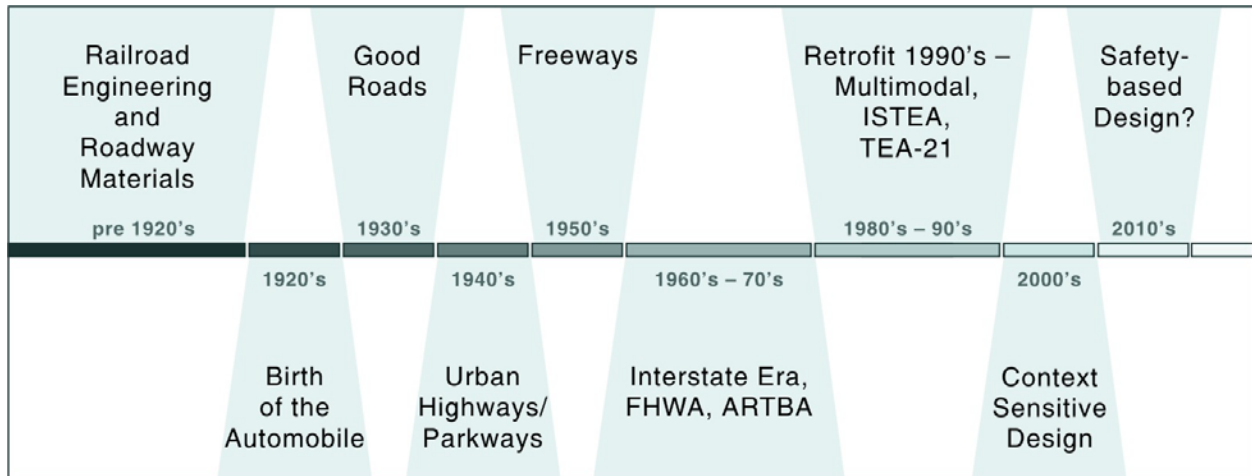 Railroad
Engineering
and
Roadway
Materials
Good
Roads
Freeways
Retrofit 1990's –
Multimodal,
ISTEA,
TEA-21
Safety-
based
Design?
pre 1920's
1930's
1950's
1980's – 90's
2010's
1920's
1940's
1960's – 70's
2000's
Birth
of the
Automobile
Urban
Highways/
Parkways
Interstate Era,
FHWA, ARTBA
Context
Sensitive
Design